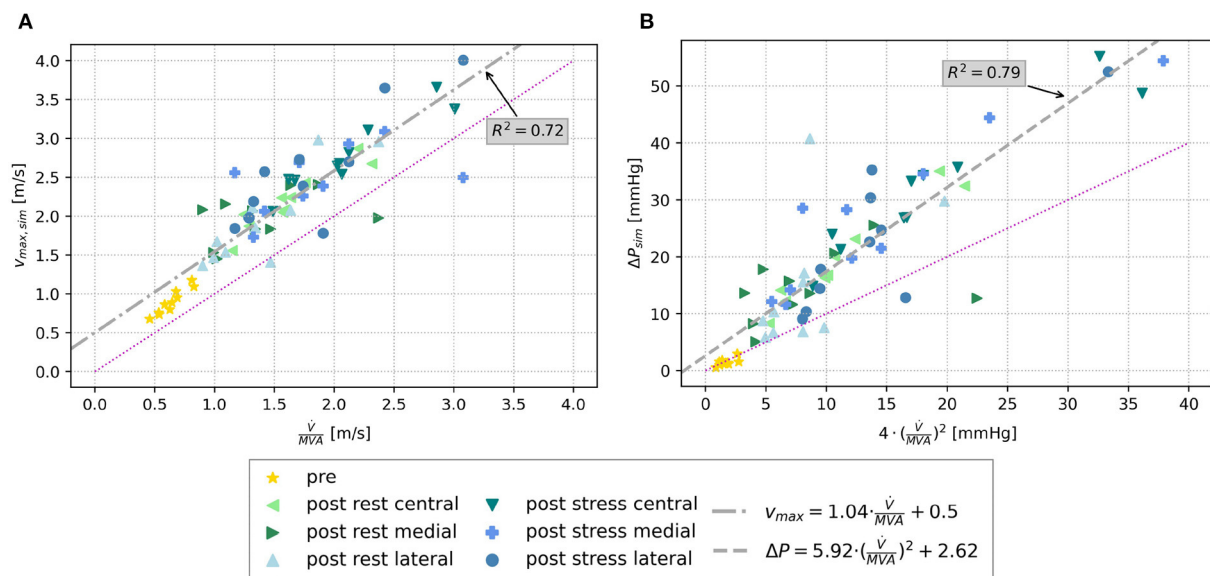 A
B
4.0
3.5
3.0
2.5
2.0
1.5
1.0
0.5
0.0
v_max,sim [m/s]
R² = 0.72
0.0 0.5 1.0 1.5 2.0 2.5 3.0 3.5 4.0
V̇/MVA [m/s]
50
40
30
20
10
0
ΔP_sim [mmHg]
R² = 0.79
0 5 10 15 20 25 30 35 40
4 · (V̇/MVA)² [mmHg]
pre
post rest central
post rest medial
post rest lateral
post stress central
post stress medial
post stress lateral
v_max = 1.04·V̇/MVA + 0.5
ΔP = 5.92·(V̇/MVA)² + 2.62